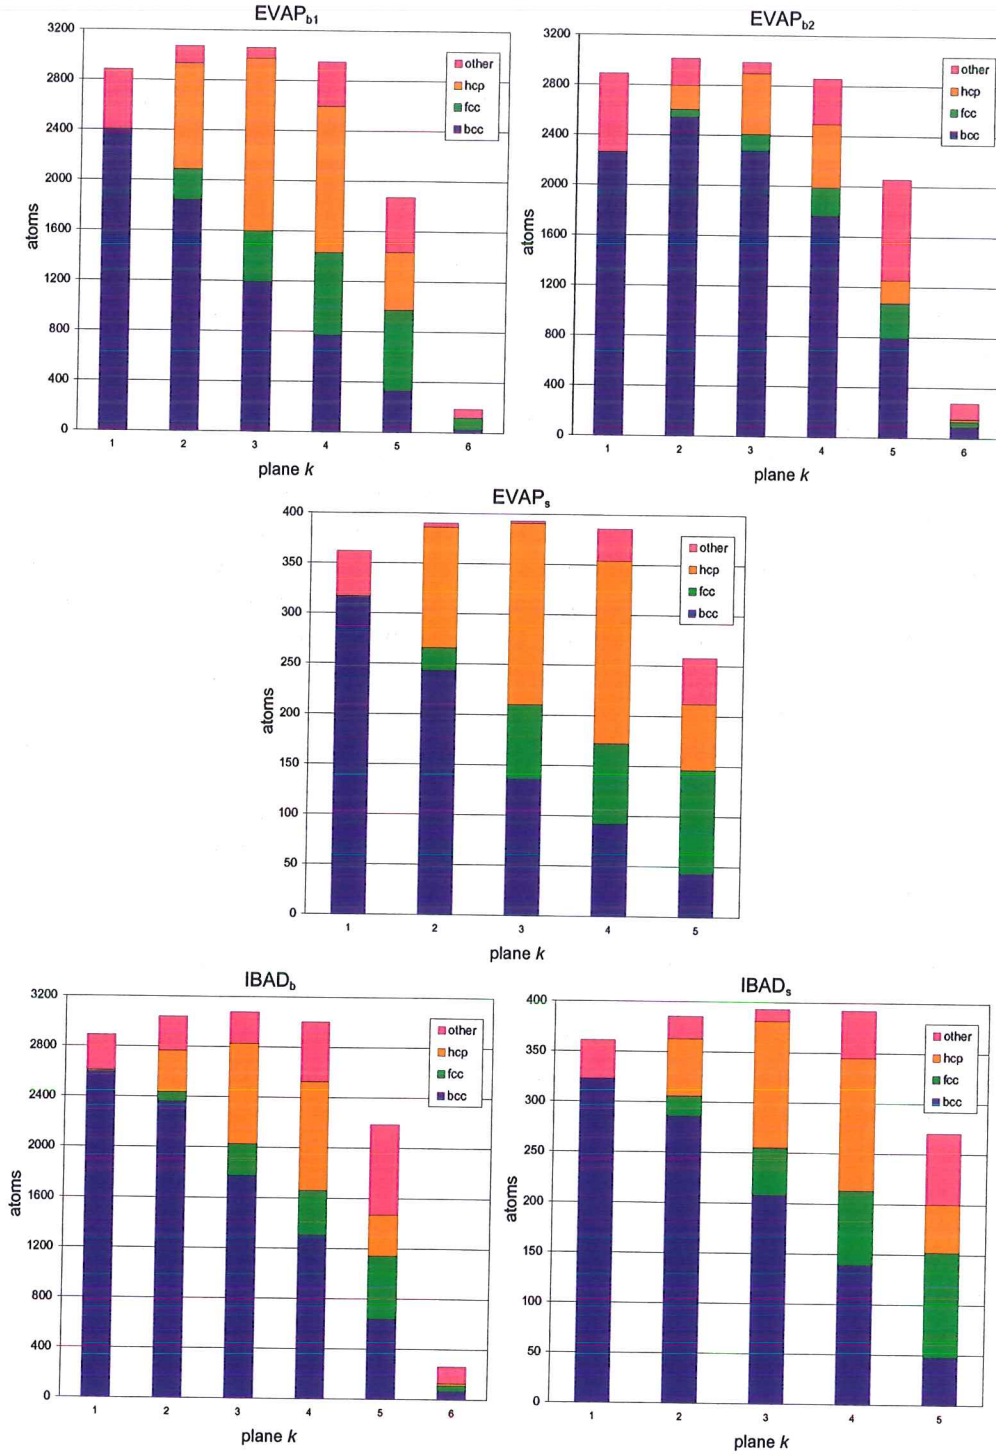 EVAPb1
3200
2800
2400
2000
1600
1200
800
400
0
atoms
other
hcp
fcc
bcc
1 2 3 4 5 6
plane k
EVAPb2
3200
2800
2400
2000
1600
1200
800
400
0
atoms
other
hcp
fcc
bcc
1 2 3 4 5 6
plane k
EVAPs
400
350
300
250
200
150
100
50
0
atoms
other
hcp
fcc
bcc
1 2 3 4 5
plane k
IBADb
3200
2800
2400
2000
1600
1200
800
400
0
atoms
other
hcp
fcc
bcc
1 2 3 4 5 6
plane k
IBADs
400
350
300
250
200
150
100
50
0
atoms
other
hcp
fcc
bcc
1 2 3 4 5
plane k